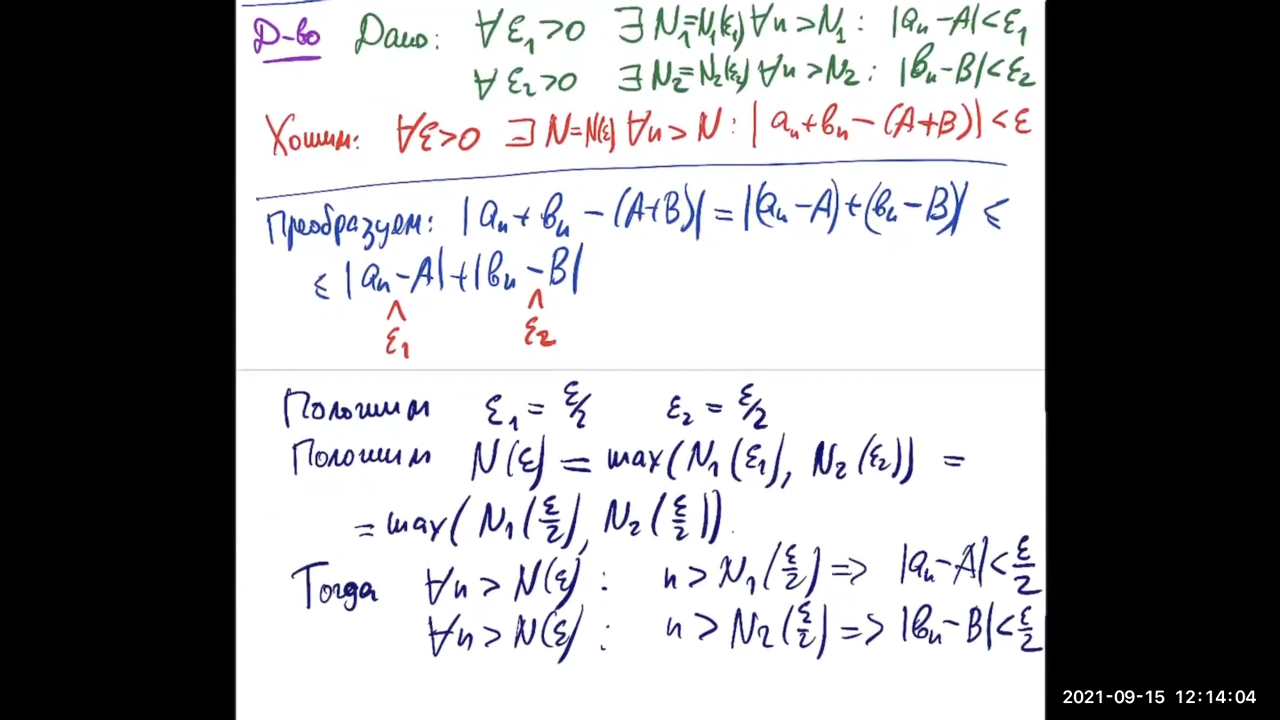 Д-во Дано: ∀ε₁>0 ∃N₁=N₁(ε₁) ∀n>N₁: |aₙ-A|<ε₁
∀ε₂>0 ∃N₂=N₂(ε₂) ∀n>N₂: |bₙ-B|<ε₂
Хотим: ∀ε>0 ∃N=N(ε) ∀n>N: |aₙ+bₙ-(A+B)|<ε
Преобразуем: |aₙ+bₙ-(A+B)|=|(aₙ-A)+(bₙ-B)| ≤
≤ |aₙ-A|+|bₙ-B|
∧ ∧
ε₁ ε₂
Положим ε₁ = ε/2 ε₂ = ε/2
Положим N(ε) = max(N₁(ε₁), N₂(ε₂)) =
= max(N₁(ε/2), N₂(ε/2)).
Тогда ∀n > N(ε): n > N₁(ε/2) => |aₙ-A|<ε/2
∀n > N(ε): n > N₂(ε/2) => |bₙ-B|<ε/2
2021-09-15 12:14:04